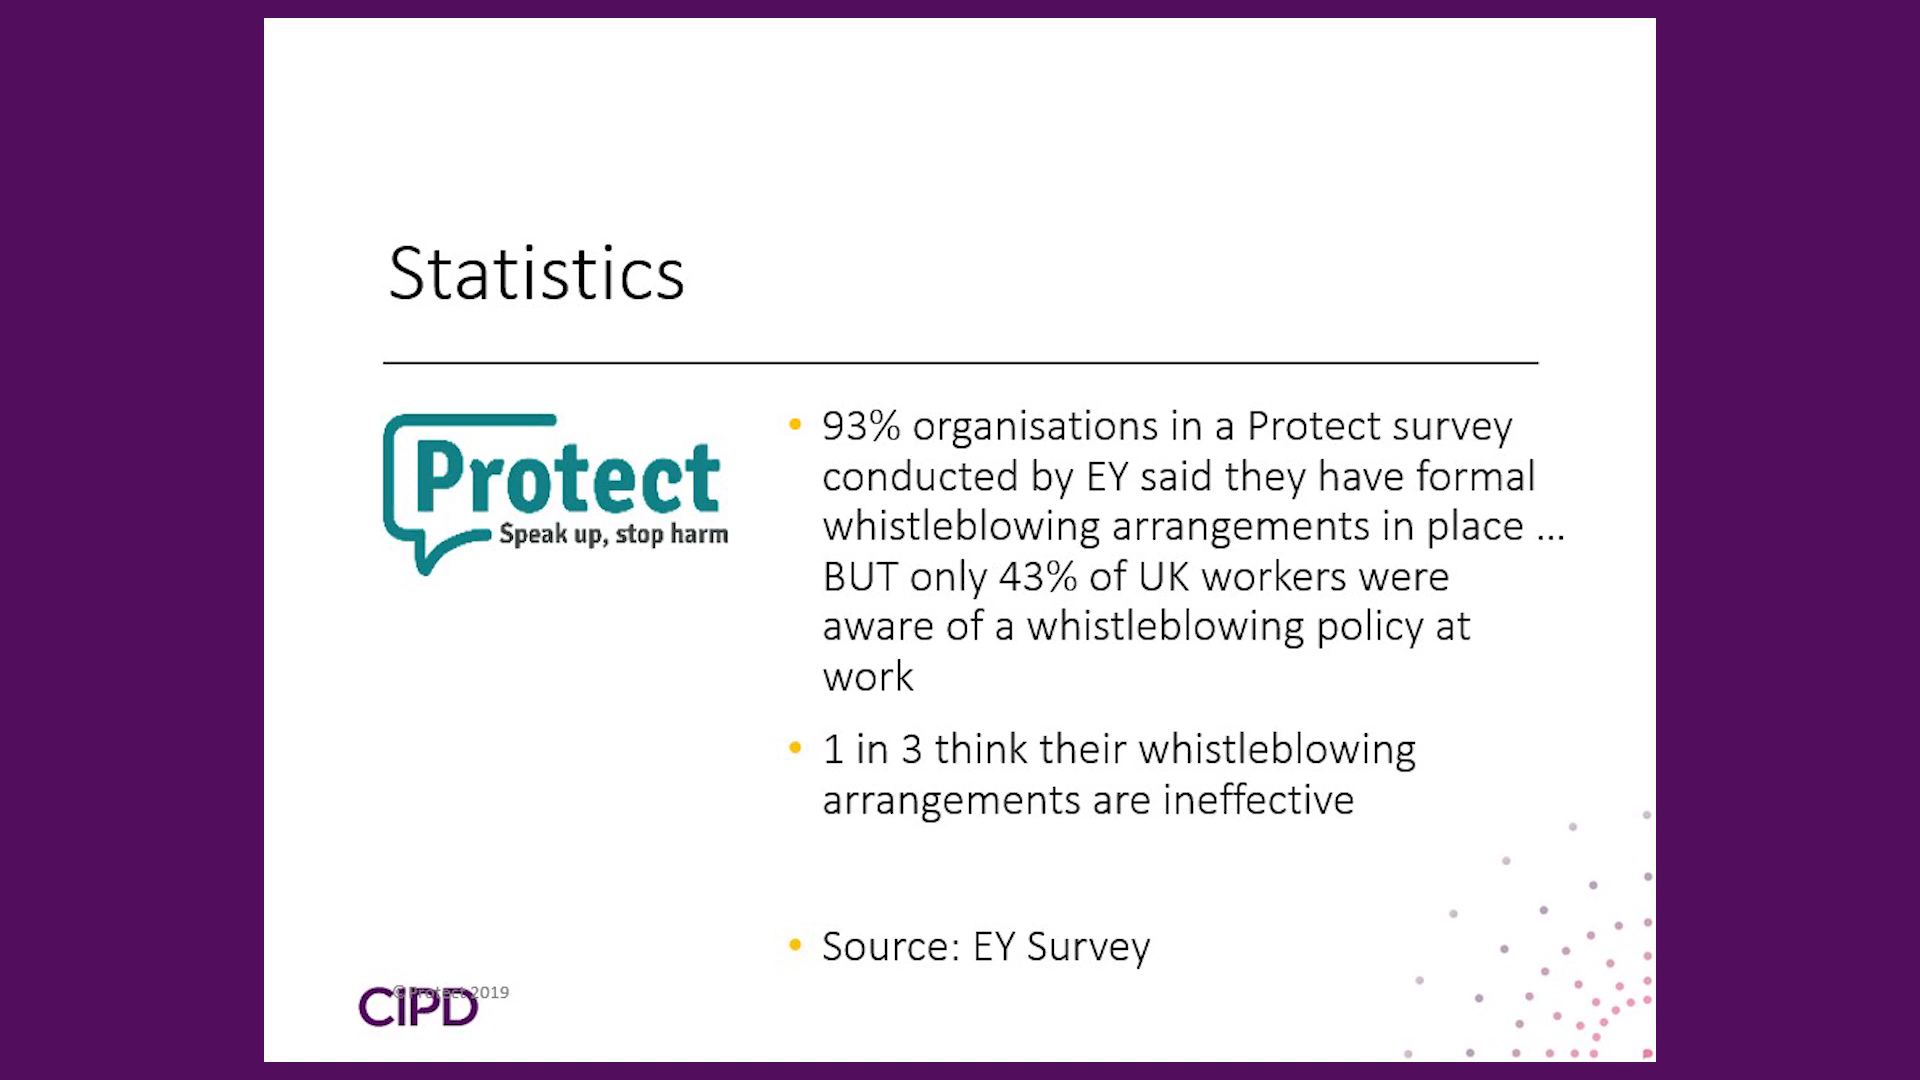 Statistics
Protect
Speak up, stop harm
• 93% organisations in a Protect survey
conducted by EY said they have formal
whistleblowing arrangements in place ...
BUT only 43% of UK workers were
aware of a whistleblowing policy at
work
• 1 in 3 think their whistleblowing
arrangements are ineffective
• Source: EY Survey
© Protect 2019
CIPD